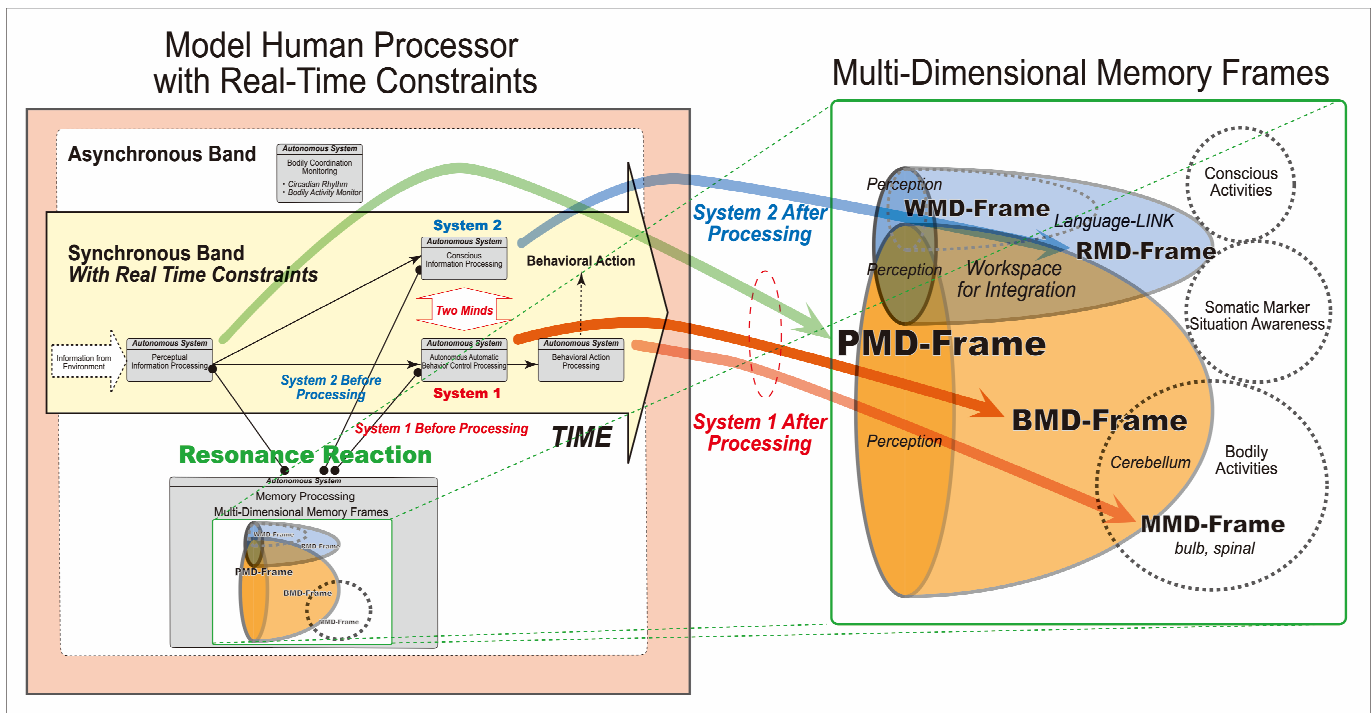 Model Human Processor
with Real-Time Constraints
Asynchronous Band
Autonomous System
Bodily Coordination
Monitoring
・Circadian Rhythm
・Bodily Activity Monitor
Synchronous Band
With Real Time Constraints
System 2
Autonomous System
Conscious
Information Processing
Behavioral Action
Two Minds
Information from
Environment
Autonomous System
Perceptual
Information Processing
Autonomous System
Autonomous Automatic
Behavior Control Processing
Autonomous System
Behavioral Action
Processing
System 2 Before
Processing
System 1
System 1 Before Processing
TIME
Resonance Reaction
Autonomous System
Memory Processing
Multi-Dimensional Memory Frames
WMD-Frame
RMD-Frame
PMD-Frame
BMD-Frame
MMD-Frame
System 2 After
Processing
System 1 After
Processing
Multi-Dimensional Memory Frames
Perception
WMD-Frame
Language-LINK
RMD-Frame
Perception
Workspace
for Integration
PMD-Frame
BMD-Frame
Perception
Cerebellum
MMD-Frame
bulb, spinal
Conscious
Activities
Somatic Marker
Situation Awareness
Bodily
Activities